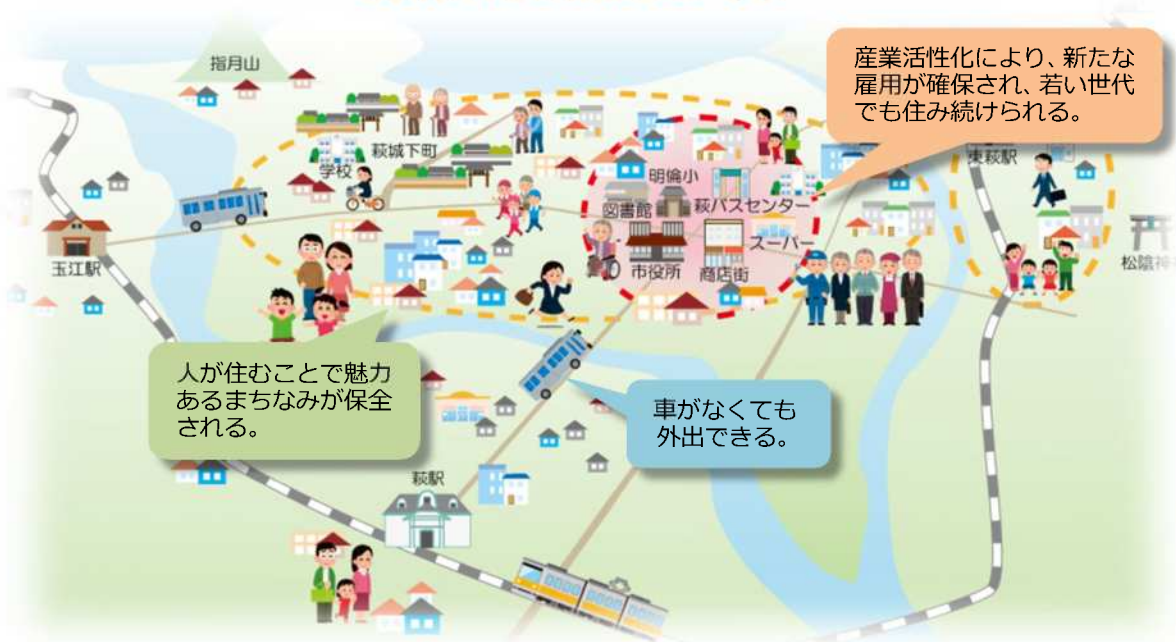 指月山
産業活性化により、新たな
雇用が確保され、若い世代
でも住み続けられる。
萩城下町
学校
明倫小
東萩駅
図書館
萩バスセンター
スーパー
玉江駅
市役所
商店街
松陰神
人が住むことで魅力
あるまちなみが保全
される。
車がなくても
外出できる。
萩駅